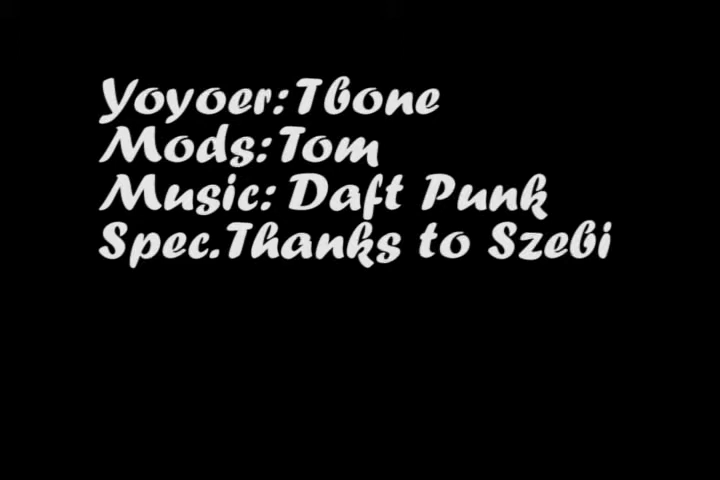 Yoyoer:Tbone
Mods:Tom
Music: Daft Punk
Spec.Thanks to Szebi